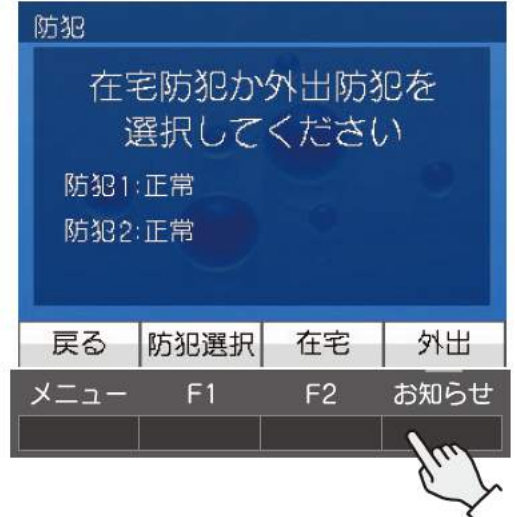 防犯
在宅防犯か外出防犯を
選択してください
防犯1:正常
防犯2:正常
戻る 防犯選択 在宅 外出
メニュー F1 F2 お知らせ